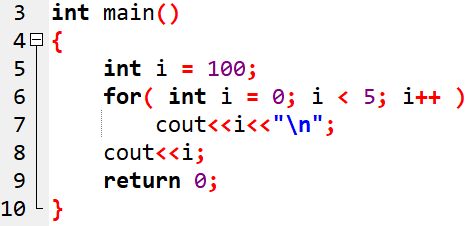 3 int main()
4 {
5     int i = 100;
6     for( int i = 0; i < 5; i++ )
7         cout<<i<<"\n";
8     cout<<i;
9     return 0;
10 }